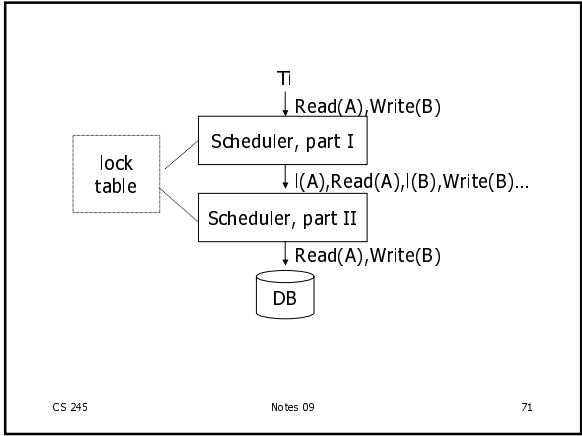 Ti
Read(A),Write(B)
Scheduler, part I
lock
table
l(A),Read(A),l(B),Write(B)...
Scheduler, part II
Read(A),Write(B)
DB
CS 245
Notes 09
71